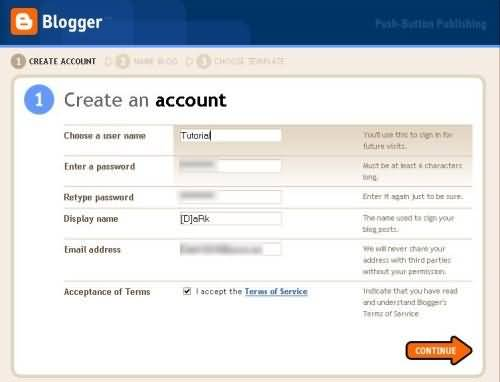 Blogger
Push-Button Publishing
1 CREATE ACCOUNT 2 NAME BLOG 3 CHOOSE TEMPLATE
1 Create an account
Choose a user name Tutorial You'll use this to sign in for
future visits.
Enter a password Must be at least 6 characters
long.
Retype password Enter it again just to be sure.
Display name [D]aRk The name used to sign your
blog posts.
Email address We will never share your
address with third parties
without your permission.
Acceptance of Terms I accept the Terms of Service Indicate that you have read
and understand Blogger's
Terms of Service
CONTINUE